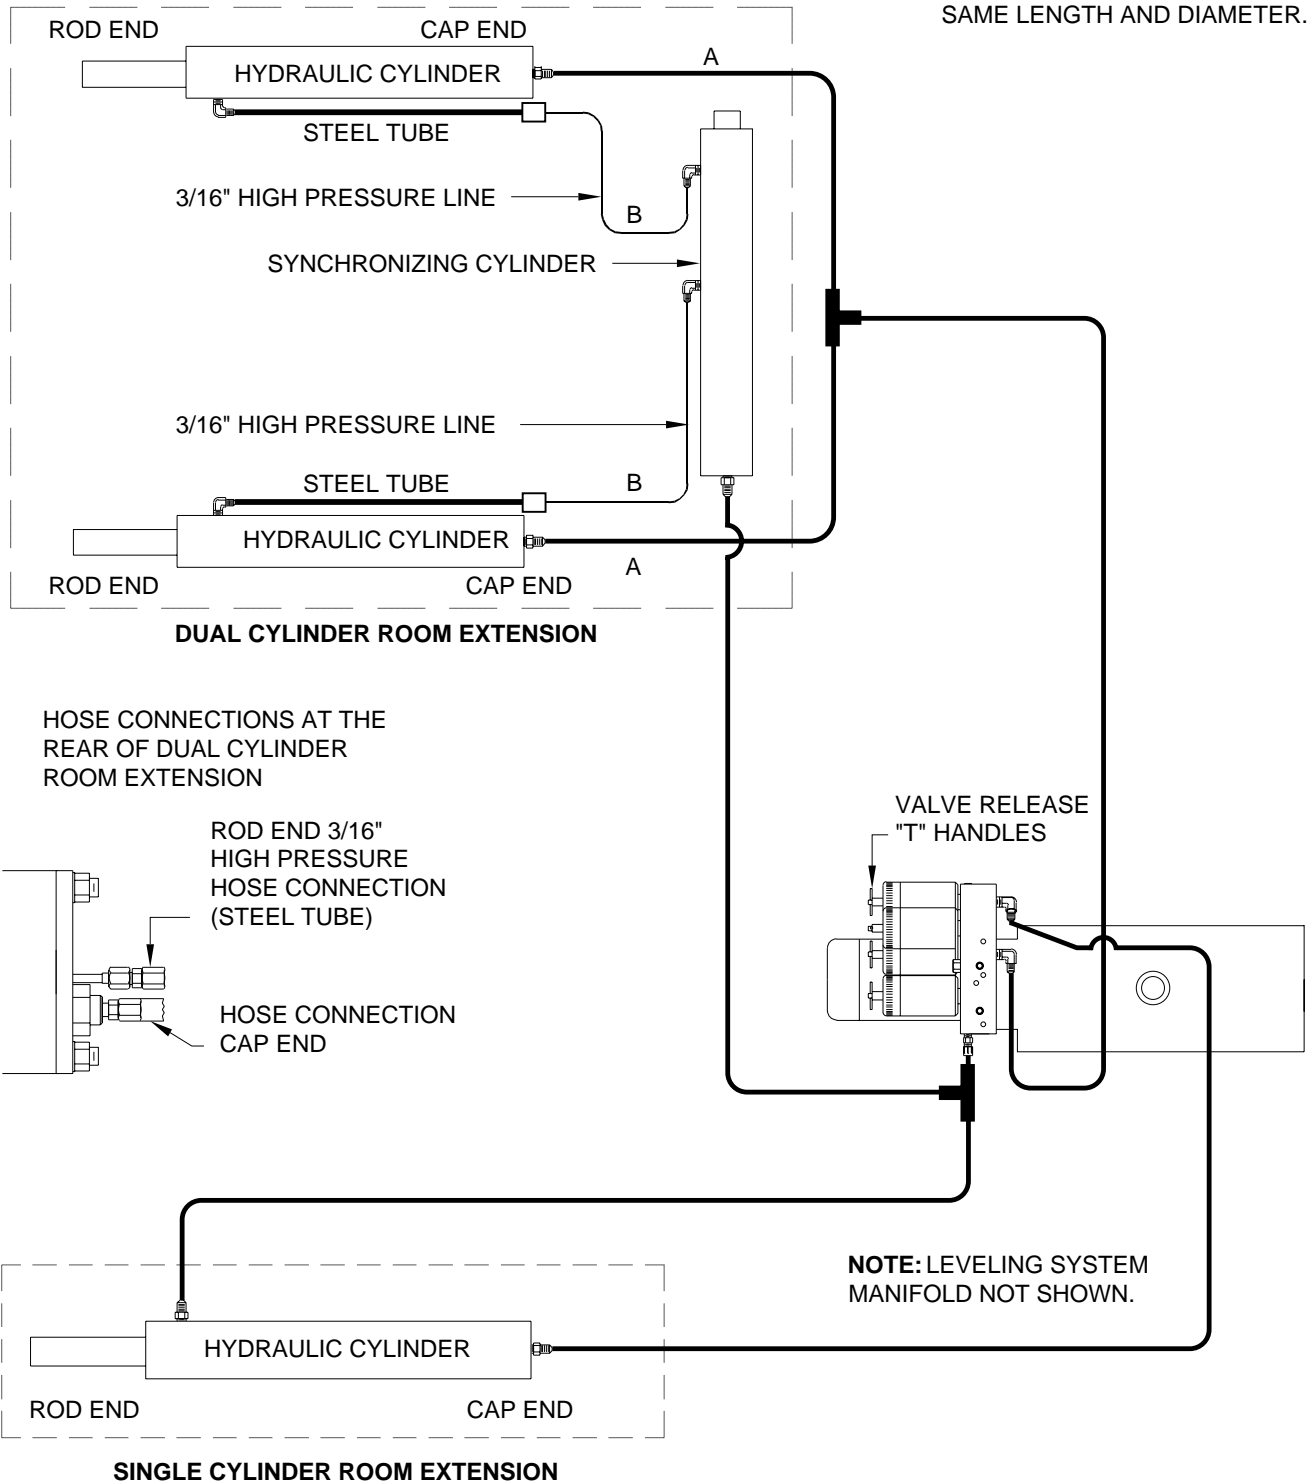 SAME LENGTH AND DIAMETER.
ROD END
CAP END
A
HYDRAULIC CYLINDER
STEEL TUBE
3/16" HIGH PRESSURE LINE
B
SYNCHRONIZING CYLINDER
3/16" HIGH PRESSURE LINE
STEEL TUBE
B
HYDRAULIC CYLINDER
A
ROD END
CAP END
DUAL CYLINDER ROOM EXTENSION
HOSE CONNECTIONS AT THE
REAR OF DUAL CYLINDER
ROOM EXTENSION
VALVE RELEASE
"T" HANDLES
ROD END 3/16"
HIGH PRESSURE
HOSE CONNECTION
(STEEL TUBE)
HOSE CONNECTION
CAP END
NOTE: LEVELING SYSTEM
MANIFOLD NOT SHOWN.
HYDRAULIC CYLINDER
ROD END
CAP END
SINGLE CYLINDER ROOM EXTENSION